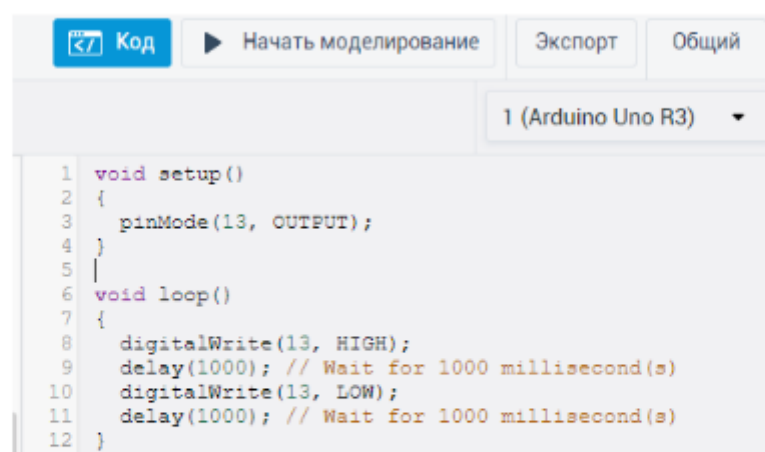 </> Код ▶ Начать моделирование Экспорт Общий
1 (Arduino Uno R3)
1 void setup()
2 {
3   pinMode(13, OUTPUT);
4 }
5
6 void loop()
7 {
8   digitalWrite(13, HIGH);
9   delay(1000); // Wait for 1000 millisecond(s)
10   digitalWrite(13, LOW);
11   delay(1000); // Wait for 1000 millisecond(s)
12 }